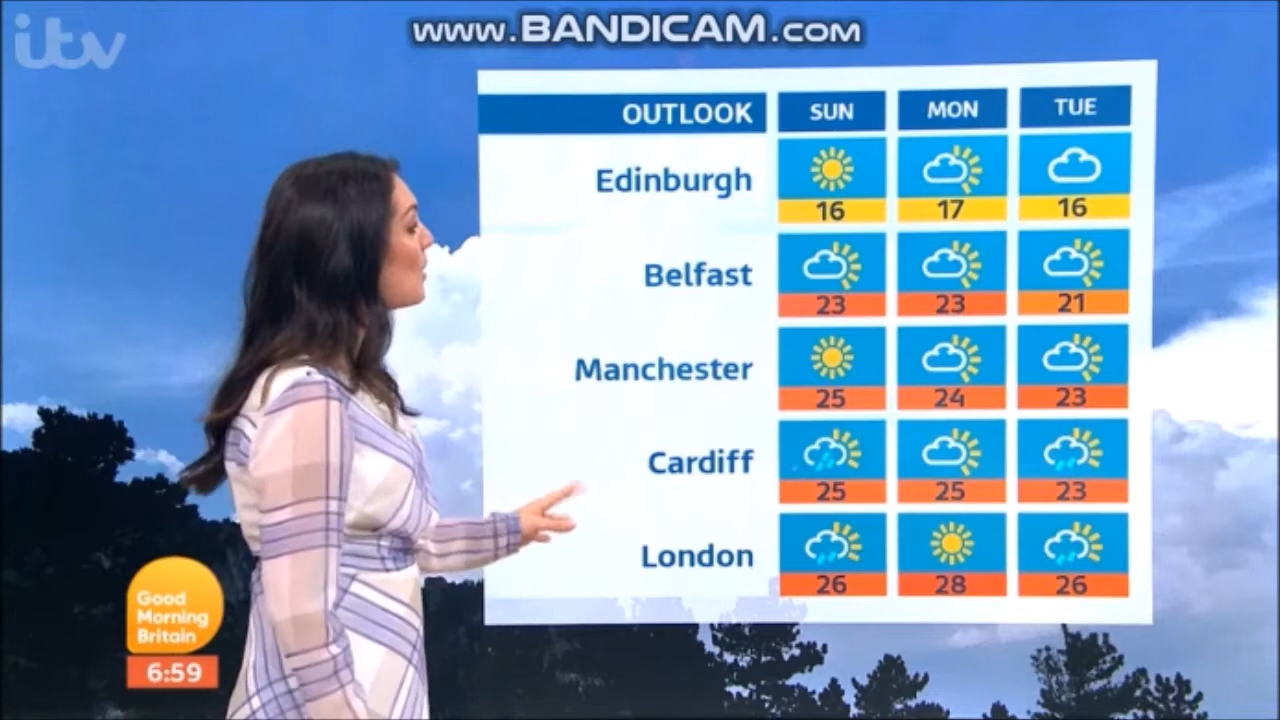 itv
www.BANDICAM.com
OUTLOOK SUN MON TUE
Edinburgh 16 17 16
Belfast 23 23 21
Manchester 25 24 23
Cardiff 25 25 23
London 26 28 26
Good
Morning
Britain
6:59